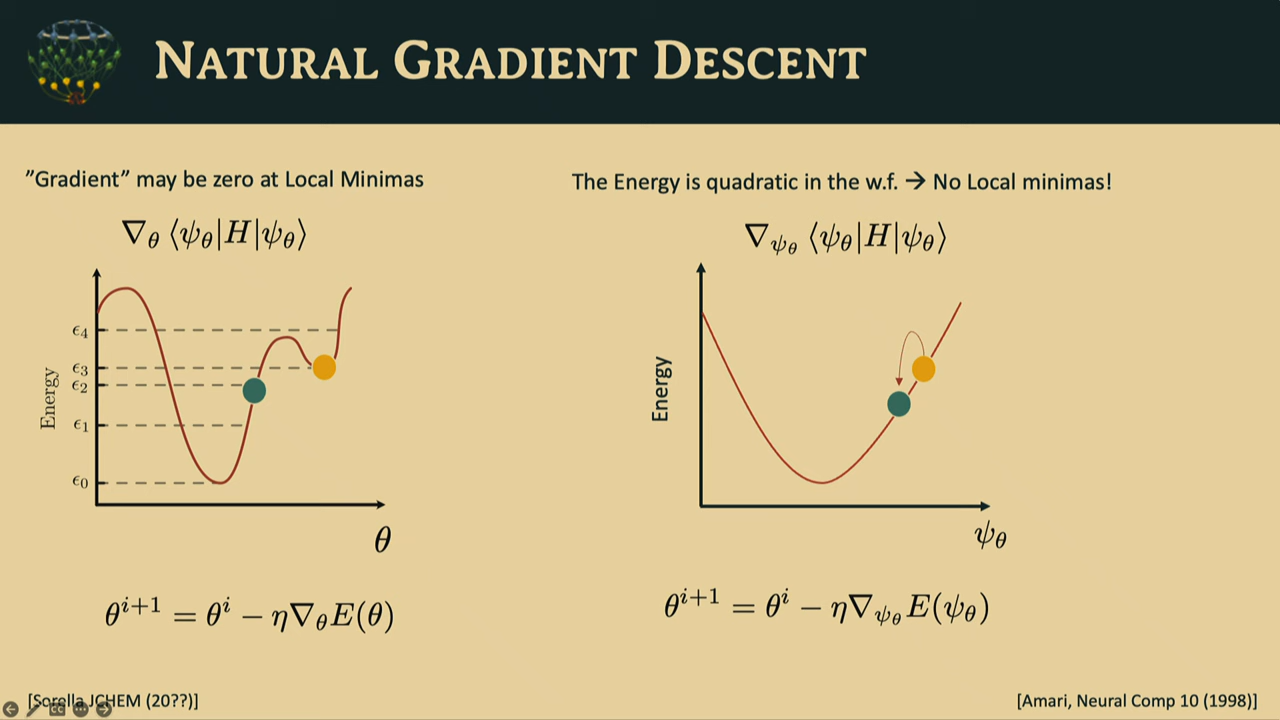 NATURAL GRADIENT DESCENT
"Gradient" may be zero at Local Minimas
∇θ ⟨ψθ|H|ψθ⟩
Energy
ϵ4
ϵ3
ϵ2
ϵ1
ϵ0
θ
θ^{i+1} = θ^i − η∇θE(θ)
[Sorella JCHEM (20??)]
The Energy is quadratic in the w.f. → No Local minimas!
∇ψθ ⟨ψθ|H|ψθ⟩
Energy
ψθ
θ^{i+1} = θ^i − η∇ψθE(ψθ)
[Amari, Neural Comp 10 (1998)]
CC